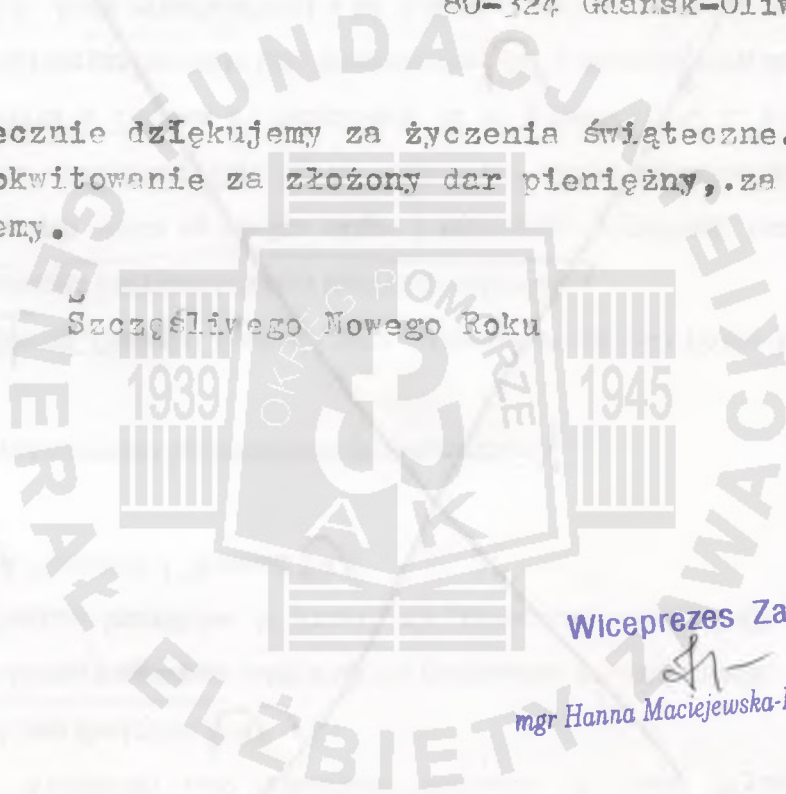 80-324 Gdańsk-Oliw
ecznie dziękujemy za życzenia świąteczne.
okwitowanie za złożony dar pieniężny,.za
emy.
Szczęśliwego Nowego Roku
Wiceprezes Za
mgr Hanna Maciejewska-
FUNDACJA GENERAŁ ELŻBIETY ZAWACKIEJ
OKRĘG POMORZE
1939
1945
AK